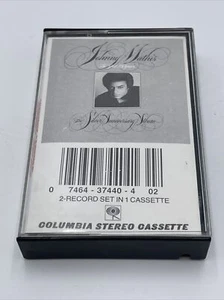 Johnny Mathis
The Silver Anniversary Album
0 7464-37440-4 02
2-RECORD SET IN 1 CASSETTE
COLUMBIA STEREO CASSETTE